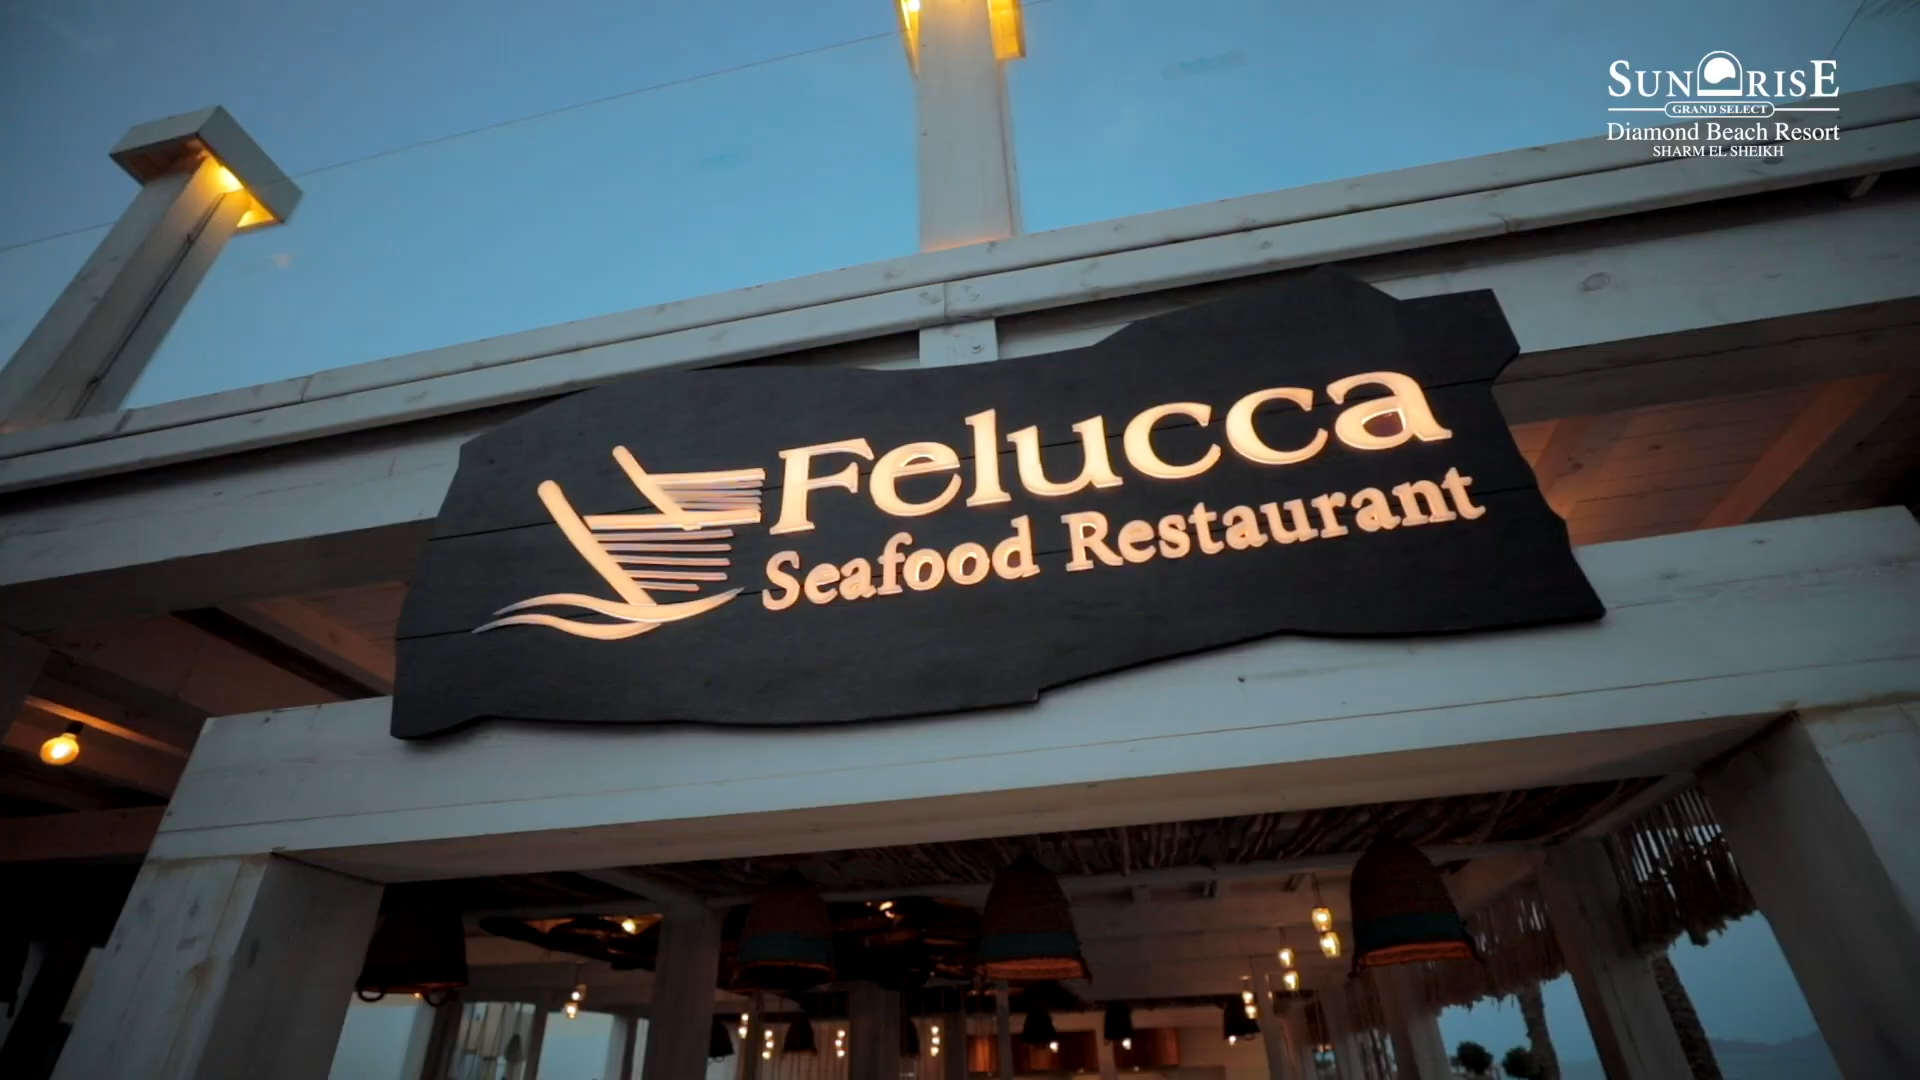 SUNRISE
GRAND SELECT
Diamond Beach Resort
SHARM EL SHEIKH
Felucca
Seafood Restaurant